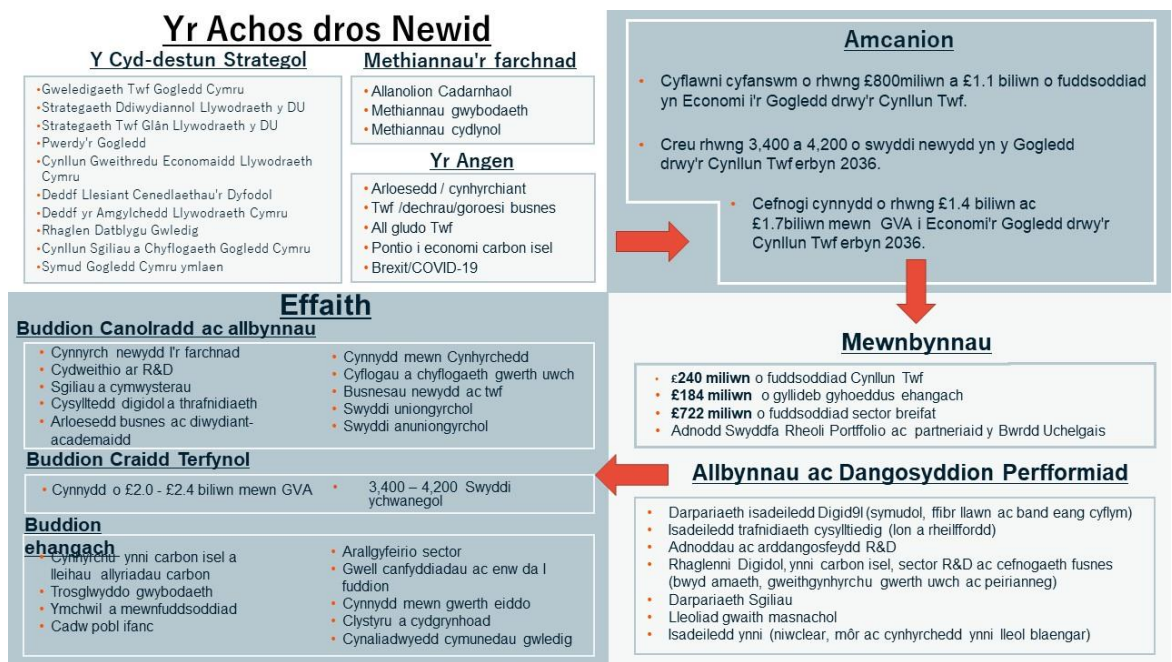 Yr Achos dros Newid
Y Cyd-destun Strategol
•Gweledigaeth Twf Gogledd Cymru
•Strategaeth Ddiwydiannol Llywodraeth y DU
•Strategaeth Twf Glân Llywodraeth y DU
•Pwerdy'r Gogledd
•Cynllun Gweithredu Economaidd Llywodraeth
Cymru
•Deddf Llesiant Cenedlaethau'r Dyfodol
•Deddf yr Amgylchedd Llywodraeth Cymru
•Rhaglen Datblygu Gwledig
•Cynllun Sgiliau a Chyflogaeth Gogledd Cymru
•Symud Gogledd Cymru ymlaen
Methiannau'r farchnad
• Allanolion Cadarnhaol
• Methiannau gwybodaeth
• Methiannau cydlynol
Yr Angen
• Arloesedd / cynhyrchiant
• Twf /dechrau/goroesi busnes
• All gludo Twf
• Pontio i economi carbon isel
• Brexit/COVID-19
Amcanion
• Cyflawni cyfanswm o rhwng £800miliwn a £1.1 biliwn o fuddsoddiad
yn Economi i'r Gogledd drwy'r Cynllun Twf.
• Creu rhwng 3,400 a 4,200 o swyddi newydd yn y Gogledd
drwy'r Cynllun Twf erbyn 2036.
• Cefnogi cynnydd o rhwng £1.4 biliwn ac
£1.7biliwn mewn GVA i Economi'r Gogledd drwy'r
Cynllun Twf erbyn 2036.
Mewnbynnau
• £240 miliwn o fuddsoddiad Cynllun Twf
• £184 miliwn o gyllideb gyhoeddus ehangach
• £722 miliwn o fuddsoddiad sector breifat
• Adnodd Swyddfa Rheoli Portffolio ac partneriaid y Bwrdd Uchelgais
Allbynnau ac Dangosyddion Perfformiad
• Darpariaeth isadeiledd Digid9l (symudol, ffibr llawn ac band eang cyflym)
• Isadeiledd trafnidiaeth cysylltiedig (lon a rheilffordd)
• Adnoddau ac arddangosfeydd R&D
• Rhaglenni Digidol, ynni carbon isel, sector R&D ac cefnogaeth fusnes
(bwyd amaeth, gweithgynhyrchu gwerth uwch ac peirianneg)
• Darpariaeth Sgiliau
• Lleoliad gwaith masnachol
• Isadeiledd ynni (niwclear, môr ac cynhyrchedd ynni lleol blaengar)
Effaith
Buddion Canolradd ac allbynnau
• Cynnyrch newydd I'r farchnad
• Cydweithio ar R&D
• Sgiliau a cymwysterau
• Cysylltedd digidol a thrafnidiaeth
• Arloesedd busnes ac diwydiant-
academaidd
• Cynnydd mewn Cynhyrchedd
• Cyflogau a chyflogaeth gwerth uwch
• Busnesau newydd ac twf
• Swyddi uniongyrchol
• Swyddi anuniongyrchol
Buddion Craidd Terfynol
• Cynnydd o £2.0 - £2.4 biliwn mewn GVA
• 3,400 – 4,200 Swyddi
ychwanegol
Buddion
ehangach
• Cynhyrchu ynni carbon isel a
lleihau allyriadau carbon
• Trosglwyddo gwybodaeth
• Ymchwil a mewnfuddsoddiad
• Cadw pobl ifanc
• Arallgyfeirio sector
• Gwell canfyddiadau ac enw da I
fuddion
• Cynnydd mewn gwerth eiddo
• Clystyru a cydgrynhoad
• Cynaliadwyedd cymunedau gwledig